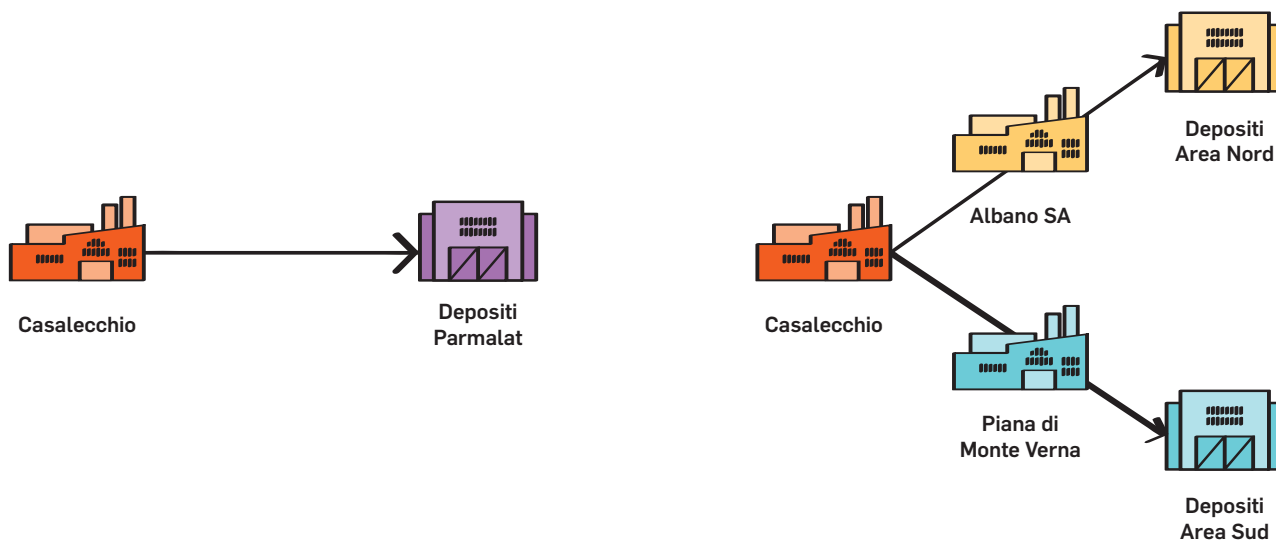 Casalecchio
Depositi
Parmalat
Casalecchio
Albano SA
Depositi
Area Nord
Piana di
Monte Verna
Depositi
Area Sud